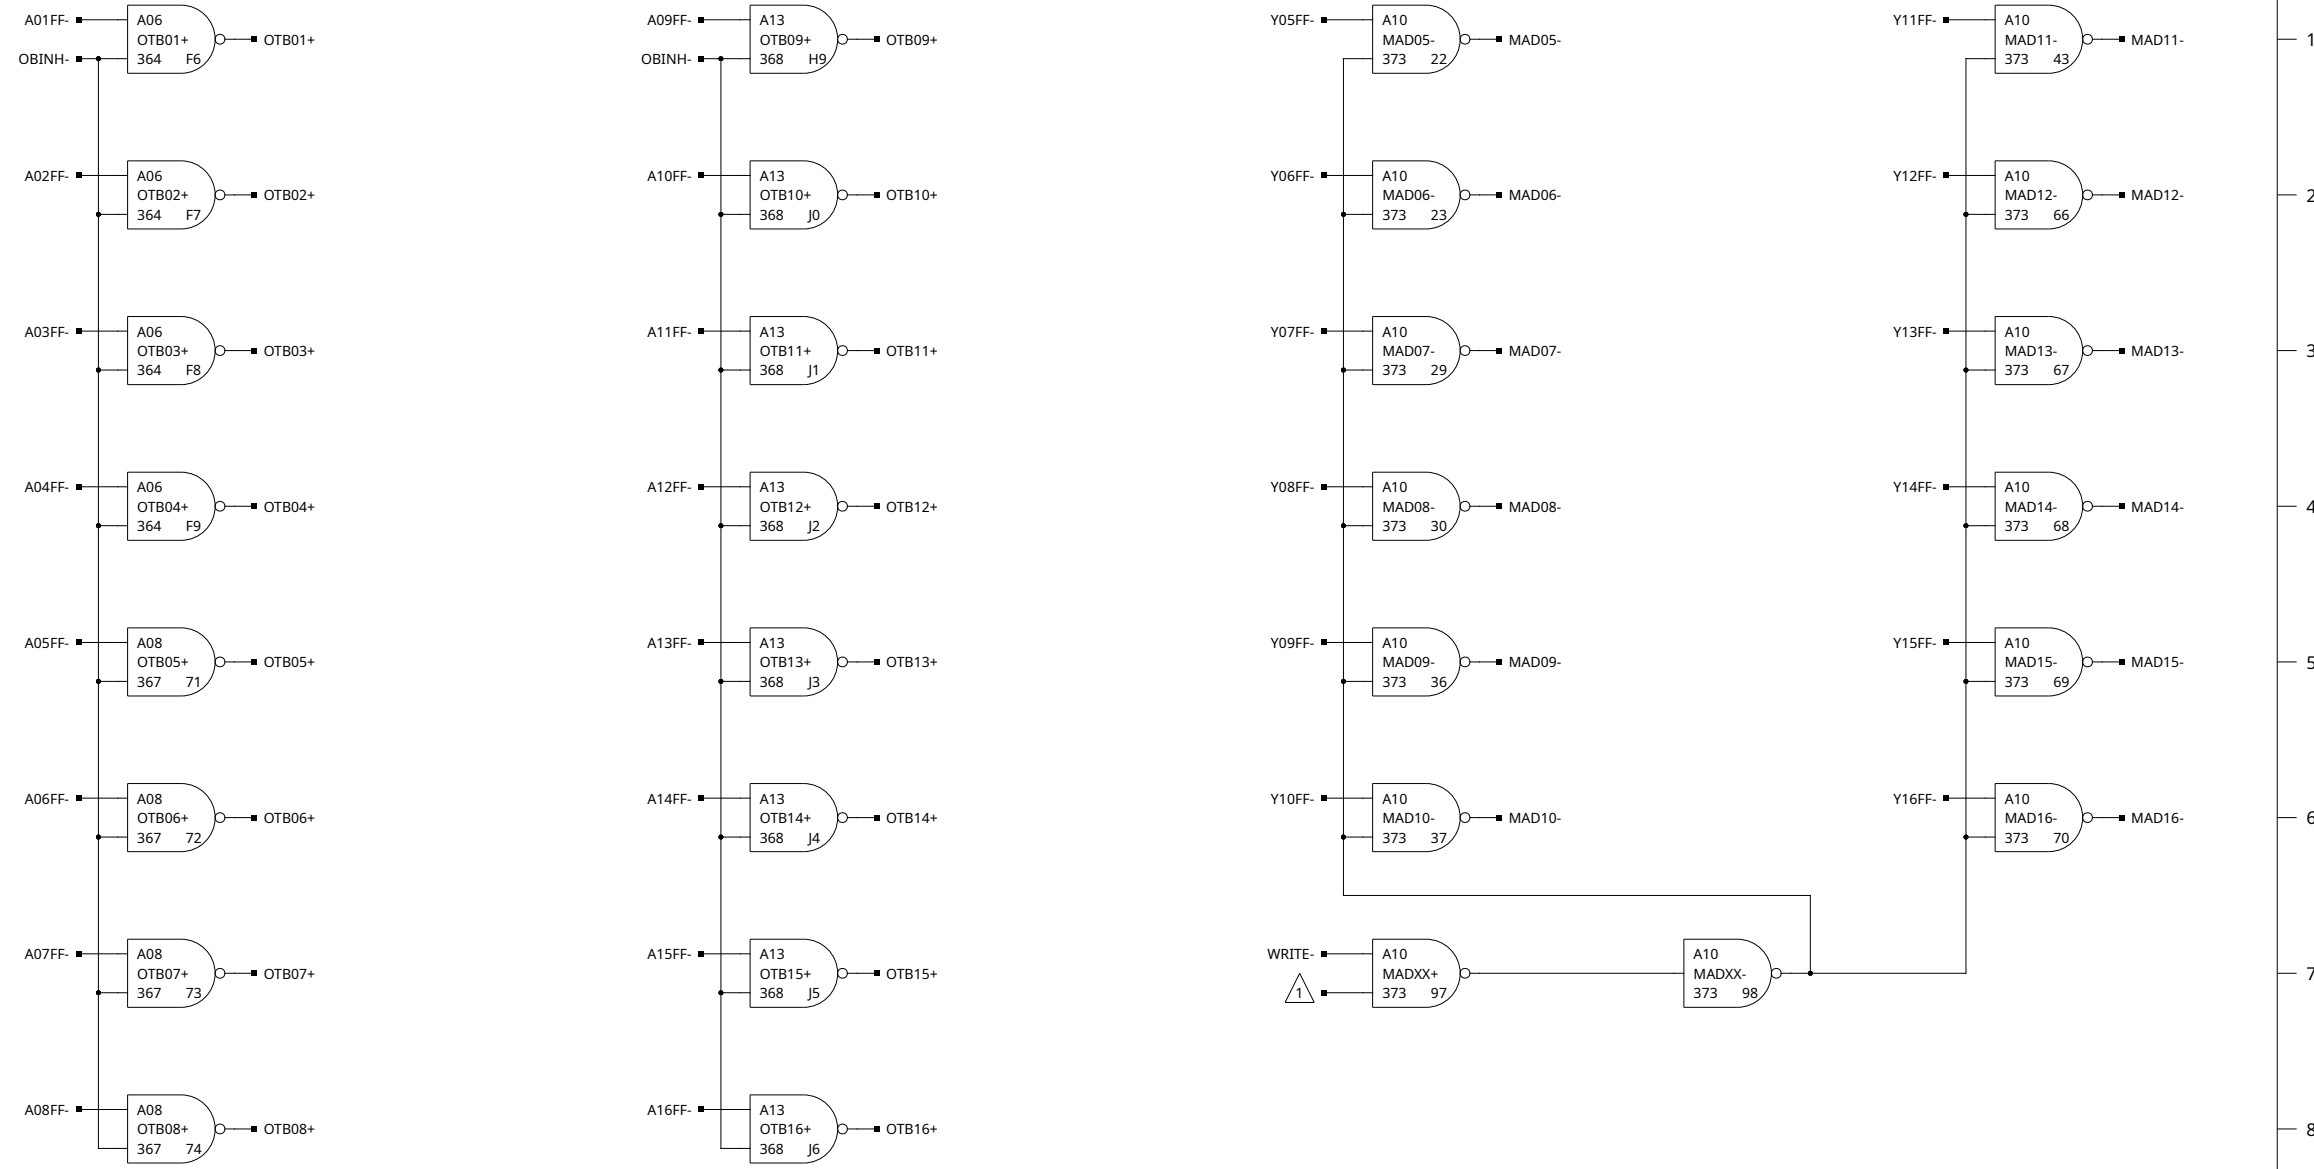 A01FF- A06 A09FF- A13 Y05FF- A10 Y11FF- A10
OTB01+ OTB01+ OTB09+ OTB09+ MAD05- MAD05- MAD11- MAD11- 1
OBINH- 364 F6 OBINH- 368 H9 373 22 373 43
A02FF- A06 A10FF- A13 Y06FF- A10 Y12FF- A10
OTB02+ OTB02+ OTB10+ OTB10+ MAD06- MAD06- MAD12- MAD12- 2
364 F7 368 J0 373 23 373 66
A03FF- A06 A11FF- A13 Y07FF- A10 Y13FF- A10
OTB03+ OTB03+ OTB11+ OTB11+ MAD07- MAD07- MAD13- MAD13- 3
364 F8 368 J1 373 29 373 67
A04FF- A06 A12FF- A13 Y08FF- A10 Y14FF- A10
OTB04+ OTB04+ OTB12+ OTB12+ MAD08- MAD08- MAD14- MAD14- 4
364 F9 368 J2 373 30 373 68
A05FF- A08 A13FF- A13 Y09FF- A10 Y15FF- A10
OTB05+ OTB05+ OTB13+ OTB13+ MAD09- MAD09- MAD15- MAD15- 5
367 71 368 J3 373 36 373 69
A06FF- A08 A14FF- A13 Y10FF- A10 Y16FF- A10
OTB06+ OTB06+ OTB14+ OTB14+ MAD10- MAD10- MAD16- MAD16- 6
367 72 368 J4 373 37 373 70
A07FF- A08 A15FF- A13 WRITE- A10 A10
OTB07+ OTB07+ OTB15+ OTB15+ MADXX+ MADXX- 7
367 73 368 J5 1 373 97 373 98
A08FF- A08 A16FF- A13
OTB08+ OTB08+ OTB16+ OTB16+ 8
367 74 368 J6